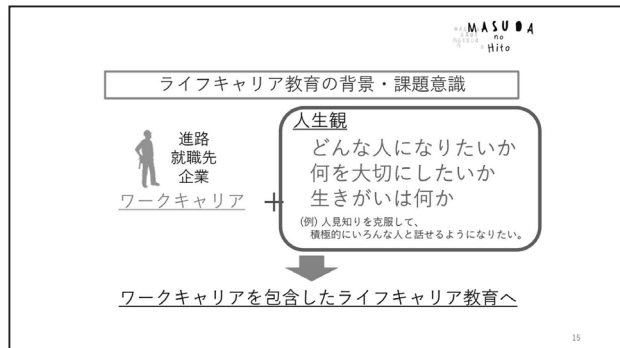 MASUDA
no
Hito
ライフキャリア教育の背景・課題意識
進路
就職先
企業
ワークキャリア
+
人生観
どんな人になりたいか
何を大切にしたいか
生きがいは何か
(例) 人見知りを克服して、
積極的にいろんな人と話せるようになりたい。
ワークキャリアを包含したライフキャリア教育へ
15